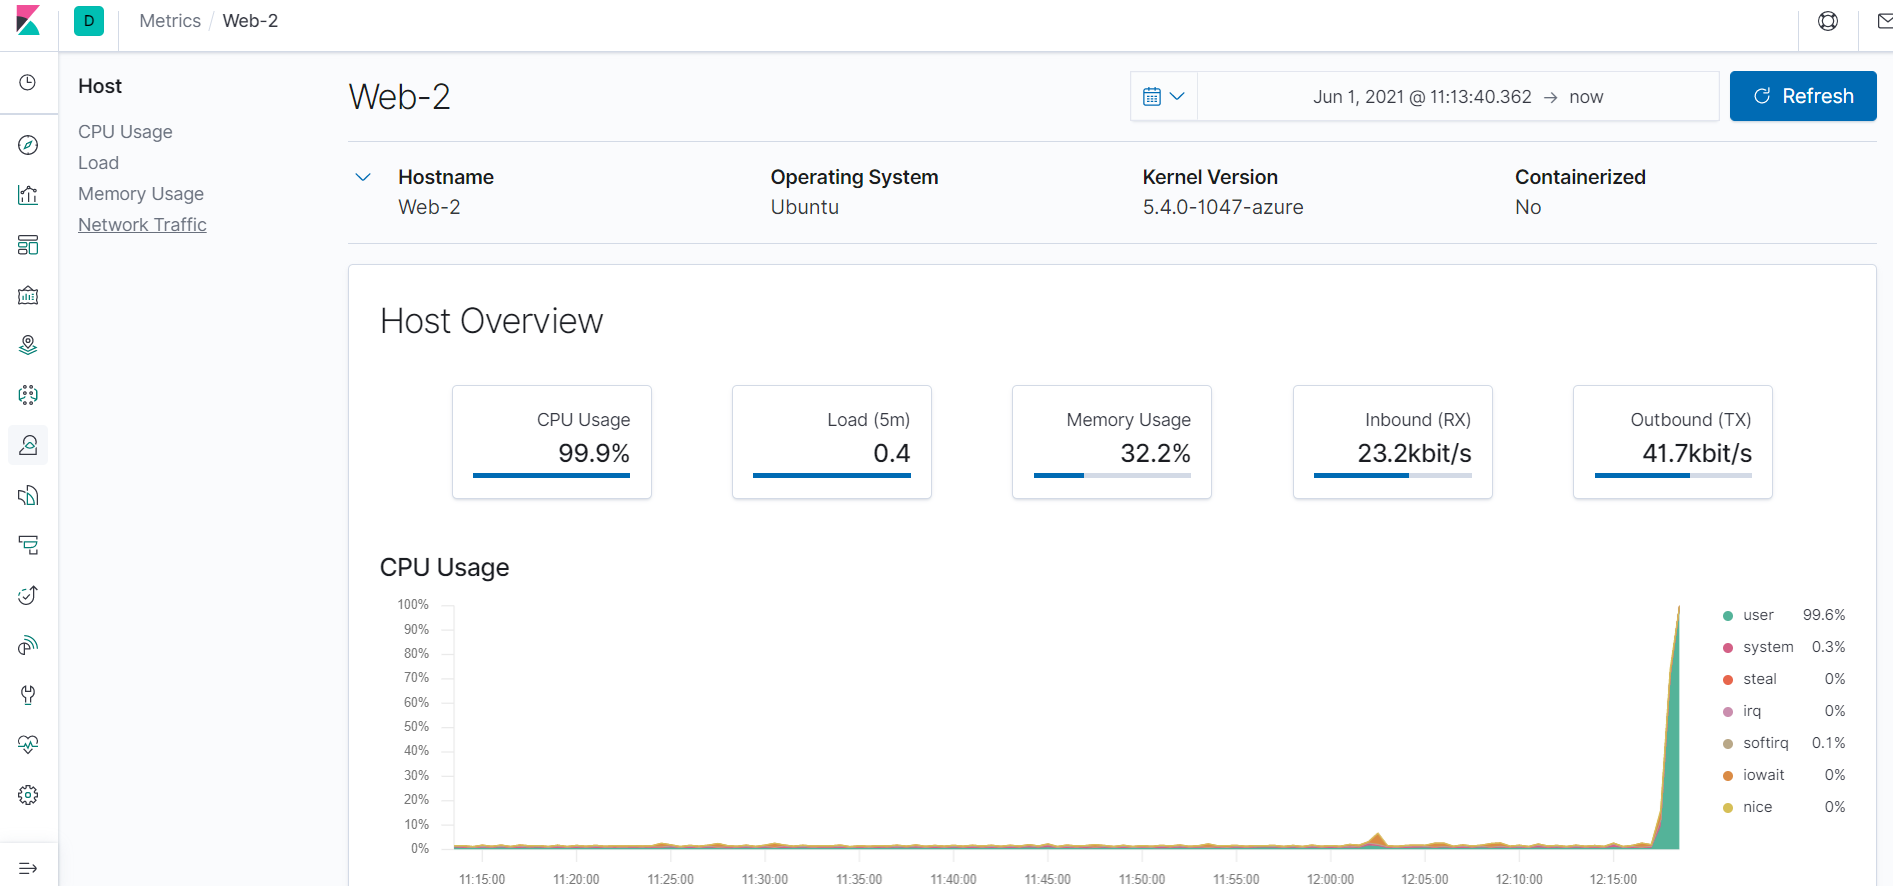 D
Metrics / Web-2
Host
CPU Usage
Load
Memory Usage
Network Traffic
Web-2
Jun 1, 2021 @ 11:13:40.362 → now
Refresh
Hostname
Web-2
Operating System
Ubuntu
Kernel Version
5.4.0-1047-azure
Containerized
No
Host Overview
CPU Usage
99.9%
Load (5m)
0.4
Memory Usage
32.2%
Inbound (RX)
23.2kbit/s
Outbound (TX)
41.7kbit/s
CPU Usage
100%
90%
80%
70%
60%
50%
40%
30%
20%
10%
0%
11:15:00 11:20:00 11:25:00 11:30:00 11:35:00 11:40:00 11:45:00 11:50:00 11:55:00 12:00:00 12:05:00 12:10:00 12:15:00
user 99.6%
system 0.3%
steal 0%
irq 0%
softirq 0.1%
iowait 0%
nice 0%